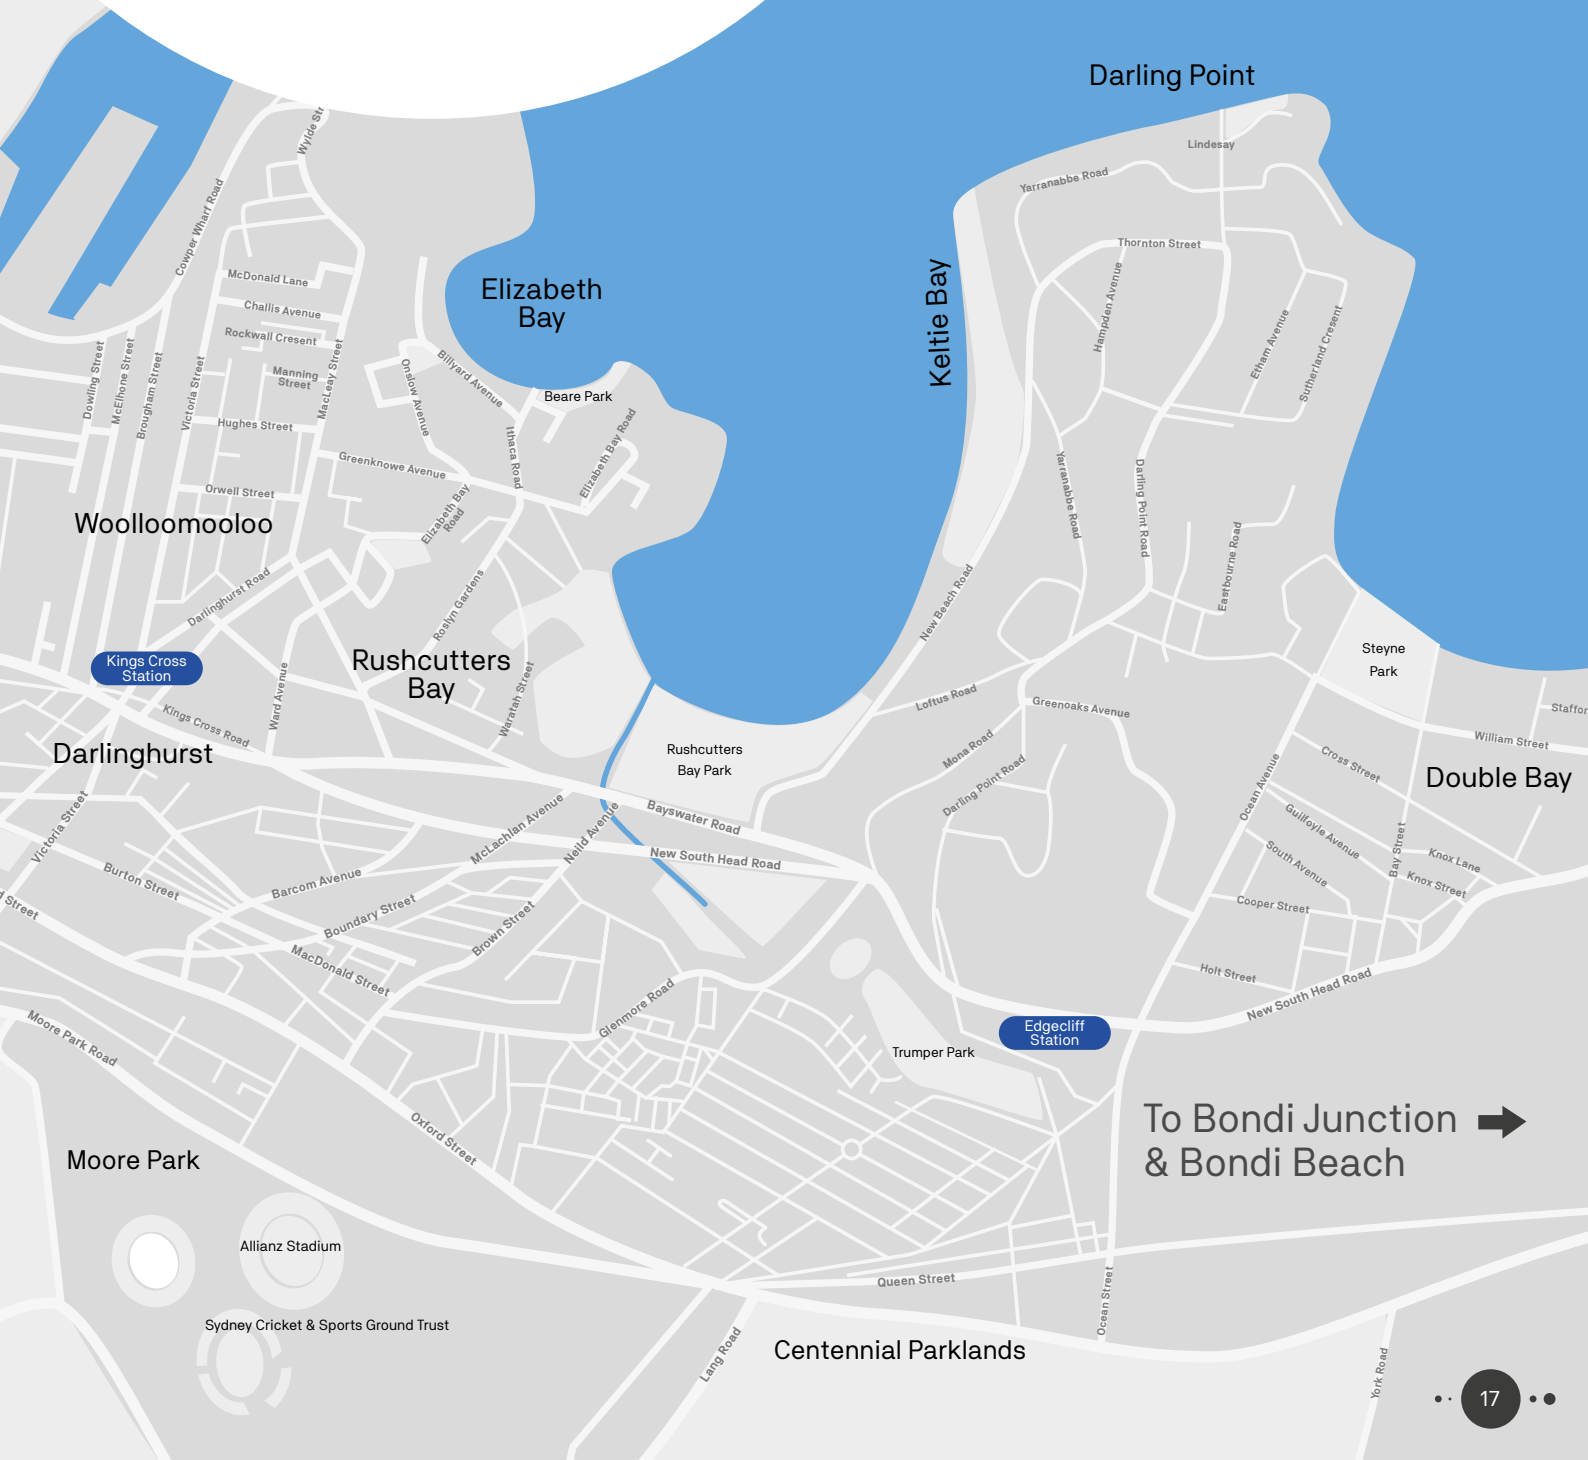 Darling Point
Lindesay
Wylde Str
Yarranabbe Road
Cowper Wharf Road
Thornton Street
McDonald Lane
Elizabeth
Bay
Keltie Bay
Hampden Avenue
Challis Avenue
Etham Avenue
Sutherland Cresent
Rockwall Cresent
Dowling Street
McElhone Street
Brougham Street
Victoria Street
Manning
Street
MacLeay Street
Onslow Avenue
Billyard Avenue
Beare Park
Hughes Street
Ithaca Road
Elizabeth Bay Road
Greenknowe Avenue
Orwell Street
Elizabeth Bay
Road
Yarranabbe Road
Darling Point Road
Woolloomooloo
Eastbourne Road
Darlinghurst Road
Roslyn Gardens
New Beach Road
Kings Cross
Station
Rushcutters
Bay
Steyne
Park
Ward Avenue
Waratah Street
Loftus Road
Greenoaks Avenue
Staffor
Kings Cross Road
Darlinghurst
Rushcutters
Bay Park
Mona Road
William Street
Cross Street
Double Bay
Darling Point Road
Ocean Avenue
Victoria Street
McLachlan Avenue
Neild Avenue
Bayswater Road
Guilfoyle Avenue
Bay Street
New South Head Road
South Avenue
Knox Lane
Knox Street
Burton Street
Barcom Avenue
d Street
Boundary Street
Brown Street
Cooper Street
MacDonald Street
Holt Street
New South Head Road
Glenmore Road
Moore Park Road
Edgecliff
Station
Trumper Park
Oxford Street
To Bondi Junction
& Bondi Beach
Moore Park
Allianz Stadium
Queen Street
Ocean Street
Sydney Cricket & Sports Ground Trust
Lang Road
Centennial Parklands
York Road
17